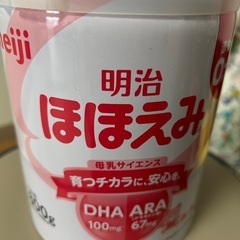 meiji
明治
ほほえみ
母乳サイエンス
育つチカラに、安心を。
DHA ARA
100mg 67mg